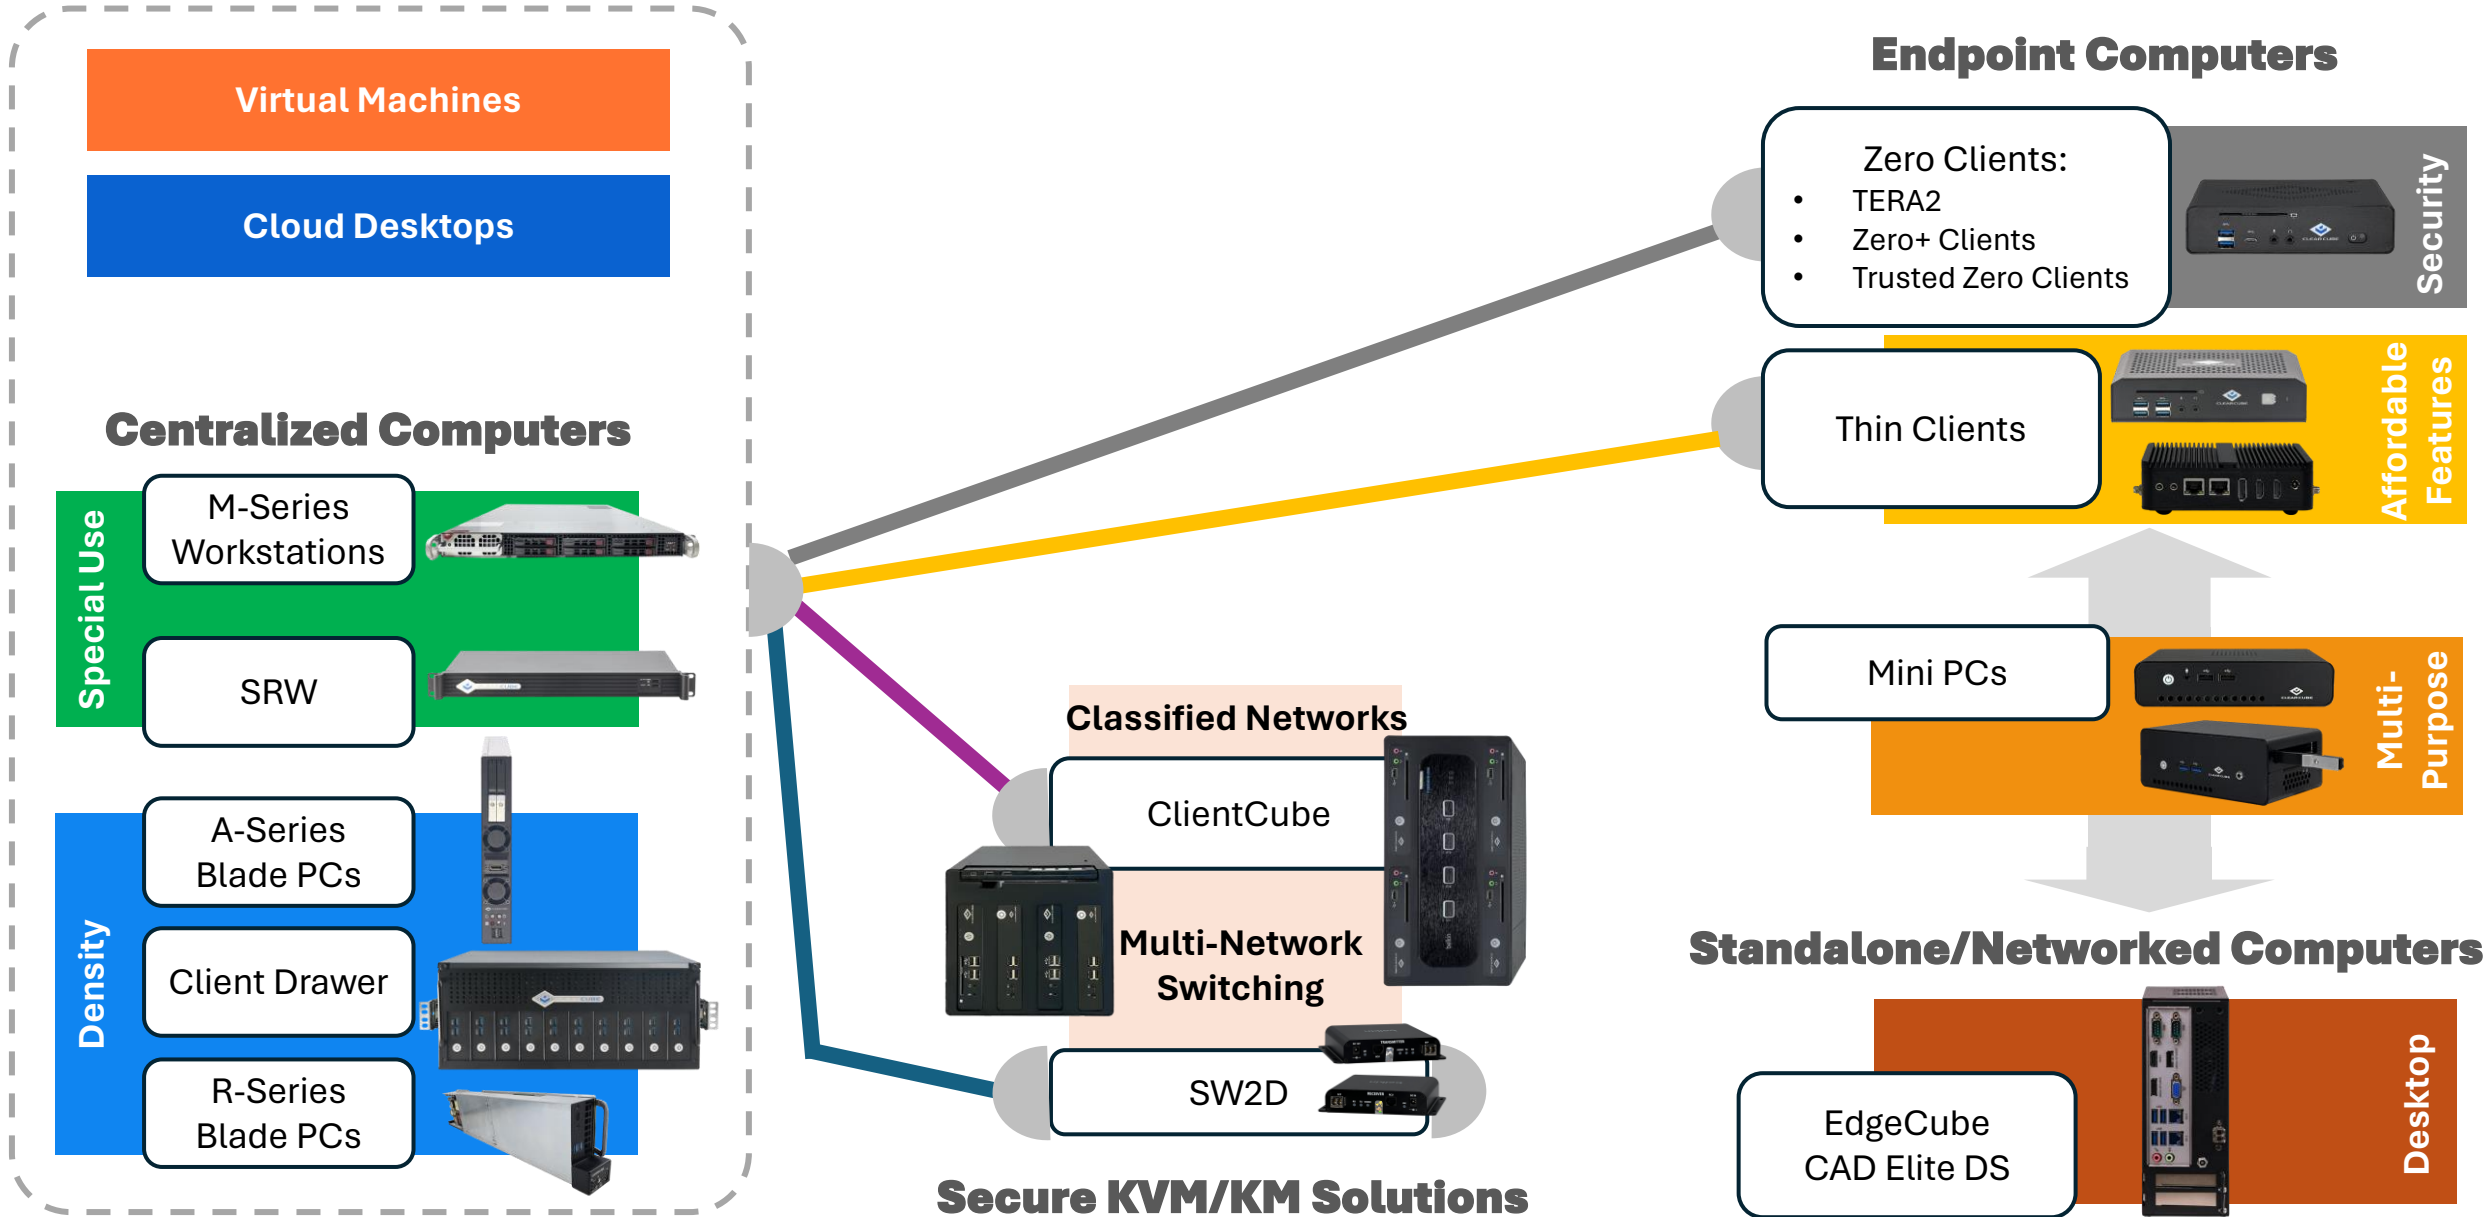 Virtual Machines
Cloud Desktops
Centralized Computers
Special Use
M-Series
Workstations
SRW
Density
A-Series
Blade PCs
Client Drawer
R-Series
Blade PCs
Classified Networks
ClientCube
Multi-Network
Switching
SW2D
Secure KVM/KM Solutions
Endpoint Computers
Zero Clients:
• TERA2
• Zero+ Clients
• Trusted Zero Clients
CLEARCUBE
Security
Thin Clients
CLEARCUBE
Affordable
Features
Mini PCs
CLEARCUBE
Multi-
Purpose
Standalone/Networked Computers
EdgeCube
CAD Elite DS
Desktop